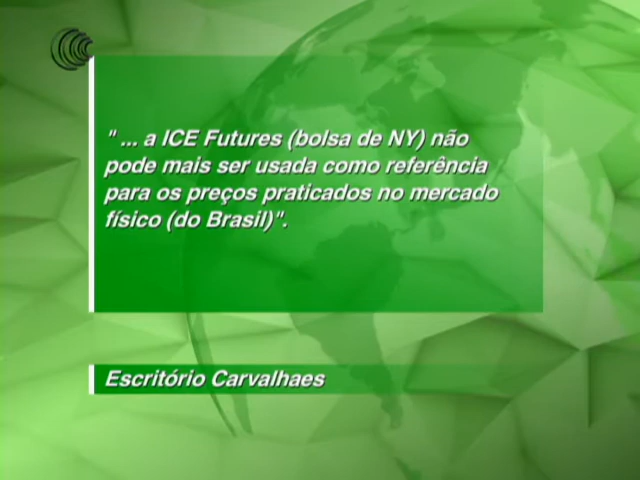 " ... a ICE Futures (bolsa de NY) não
pode mais ser usada como referência
para os preços praticados no mercado
físico (do Brasil)".
Escritório Carvalhaes